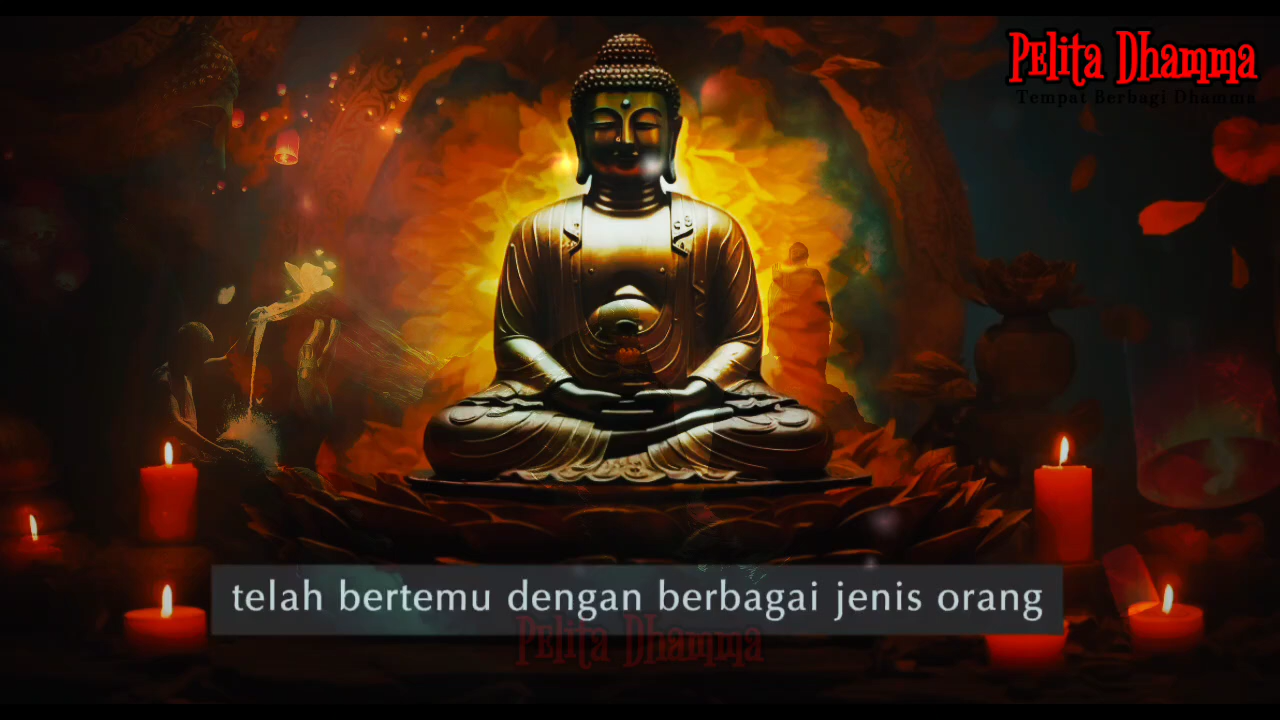 Pelita Dhamma
Tempat Berbagi Dhamma
telah bertemu dengan berbagai jenis orang
Pelita Dhamma